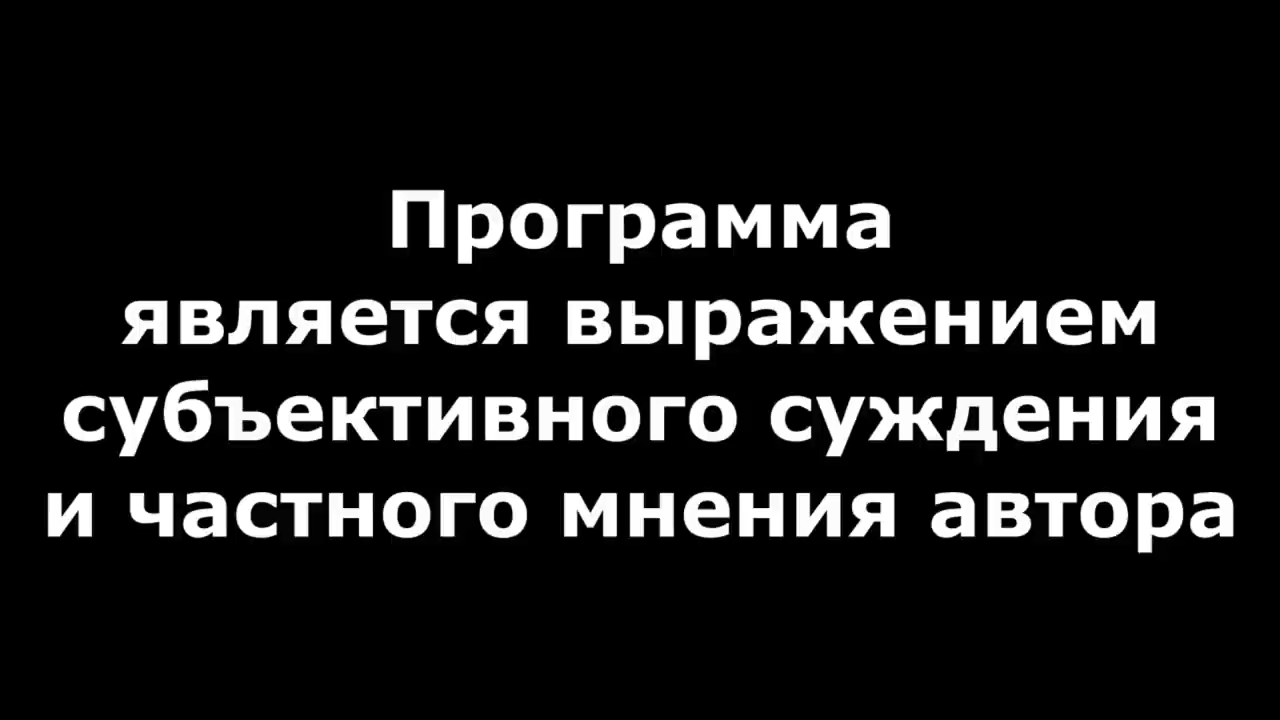 Программа
является выражением
субъективного суждения
и частного мнения автора